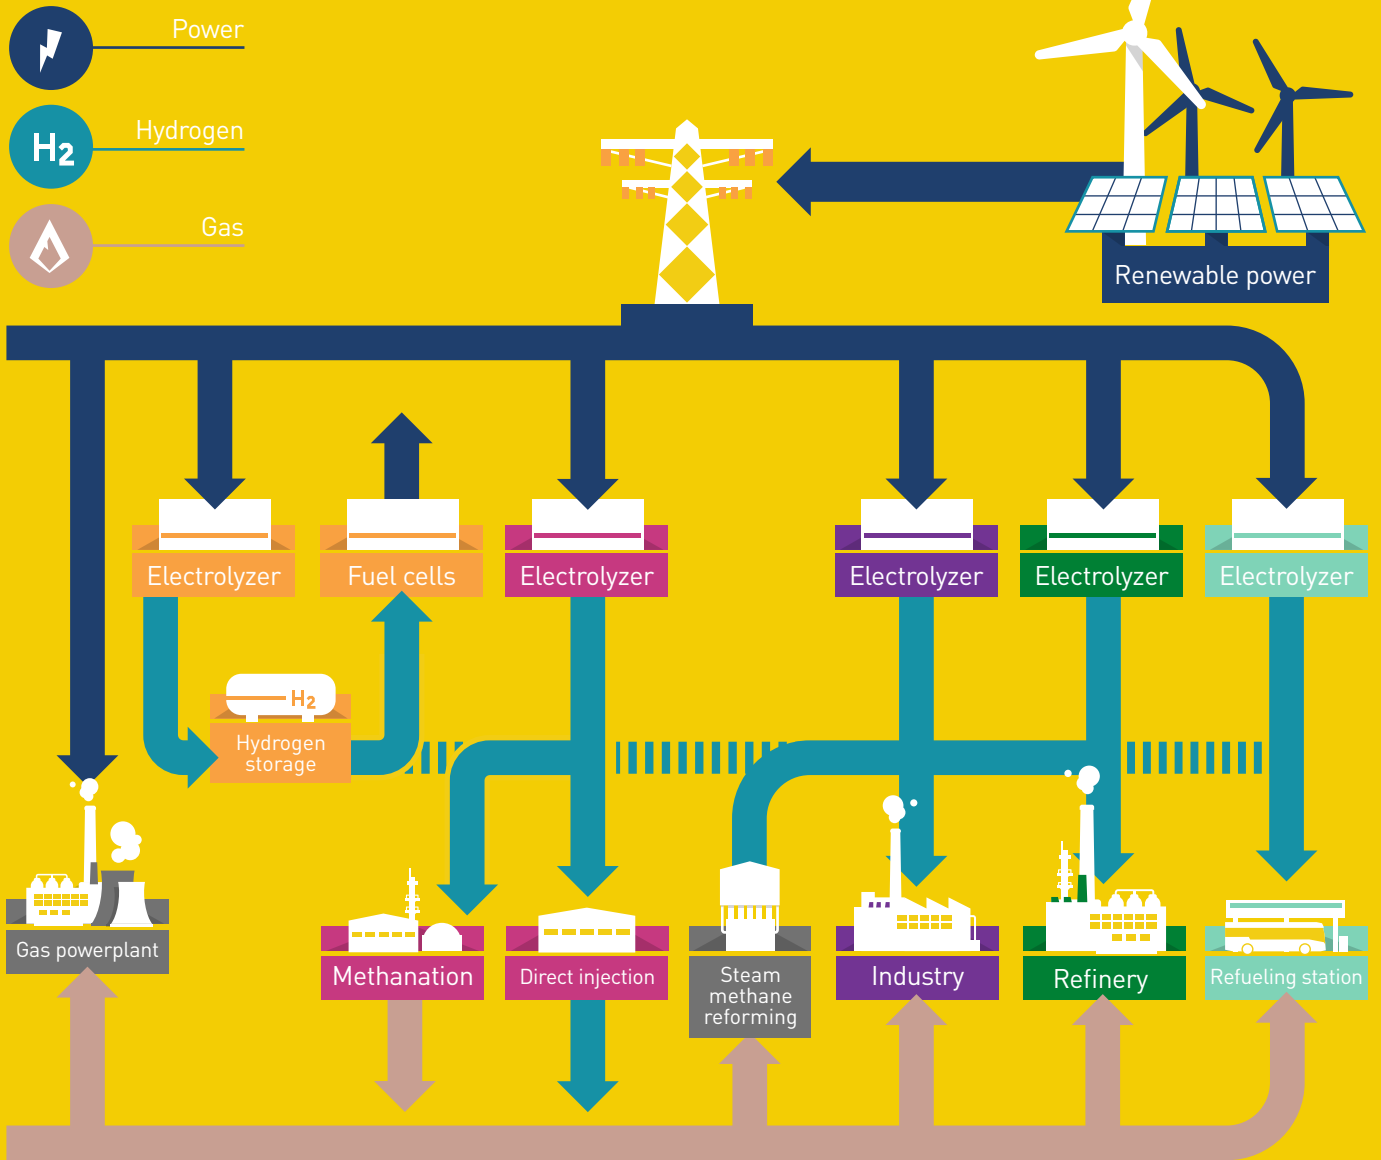 Power
H2
Hydrogen
Gas
Renewable power
Electrolyzer
Fuel cells
Electrolyzer
Electrolyzer
Electrolyzer
Electrolyzer
H2
Hydrogen
storage
Gas powerplant
Methanation
Direct injection
Steam
methane
reforming
Industry
Refinery
Refueling station